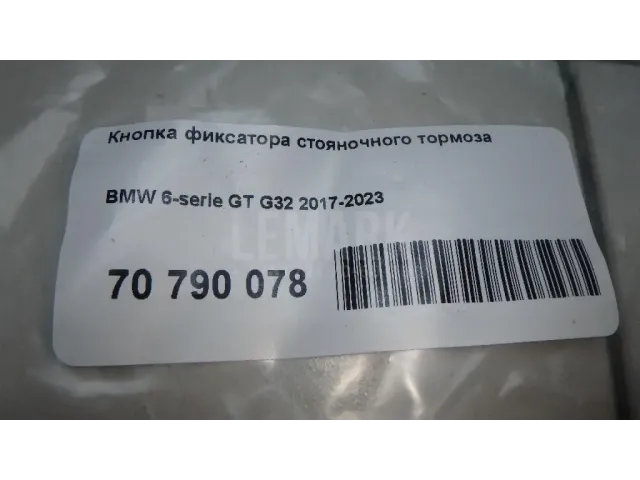 Кнопка фиксатора стояночного тормоза
BMW 6-serie GT G32 2017-2023
LEMARK
70 790 078